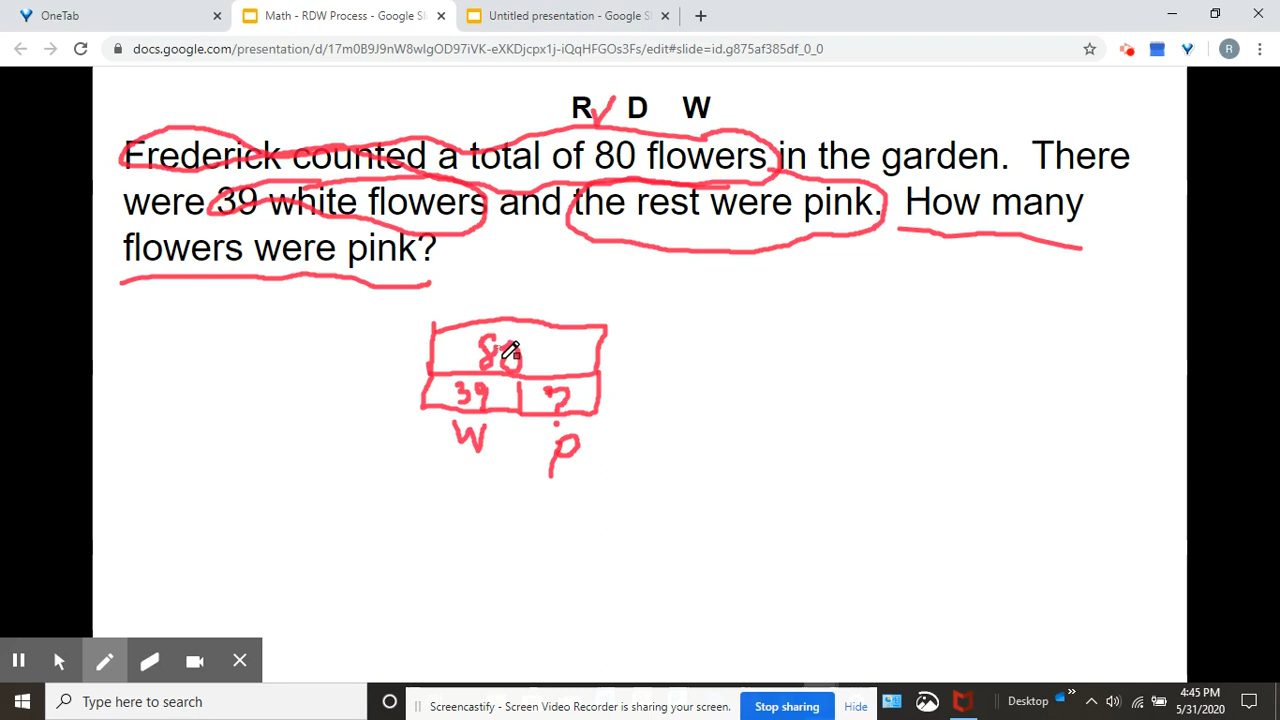 OneTab
Math - RDW Process - Google Sl
Untitled presentation - Google S
docs.google.com/presentation/d/17m0B9J9nW8wIgOD97iVK-eXKDjcpx1j-iQqHFGOs3Fs/edit#slide=id.g875af385df_0_0
R
R D W
Frederick counted a total of 80 flowers in the garden. There
were 39 white flowers and the rest were pink. How many
flowers were pink?
80
39 ?
W P
Type here to search
Screencastify - Screen Video Recorder is sharing your screen.
Stop sharing
Hide
Desktop
4:45 PM
5/31/2020